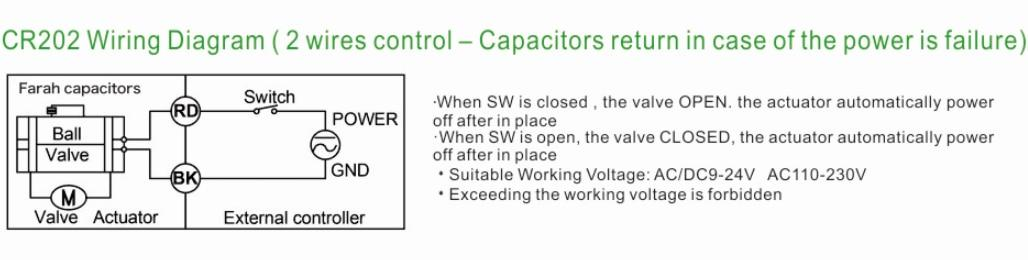 CR202 Wiring Diagram ( 2 wires control – Capacitors return in case of the power is failure)
Farah capacitors
Ball
Valve
M
Valve Actuator
RD
BK
Switch
POWER
GND
External controller
·When SW is closed , the valve OPEN. the actuator automatically power
off after in place
·When SW is open, the valve CLOSED, the actuator automatically power
off after in place
• Suitable Working Voltage: AC/DC9-24V AC110-230V
• Exceeding the working voltage is forbidden